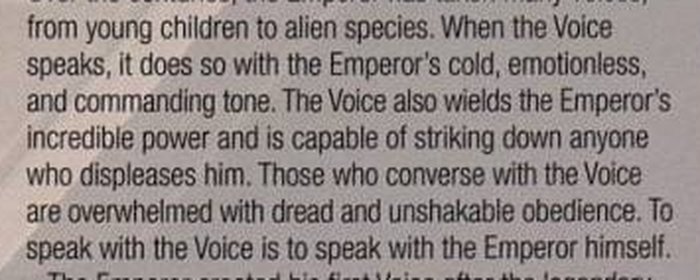 from young children to alien species. When the Voice
speaks, it does so with the Emperor's cold, emotionless,
and commanding tone. The Voice also wields the Emperor's
incredible power and is capable of striking down anyone
who displeases him. Those who converse with the Voice
are overwhelmed with dread and unshakable obedience. To
speak with the Voice is to speak with the Emperor himself.